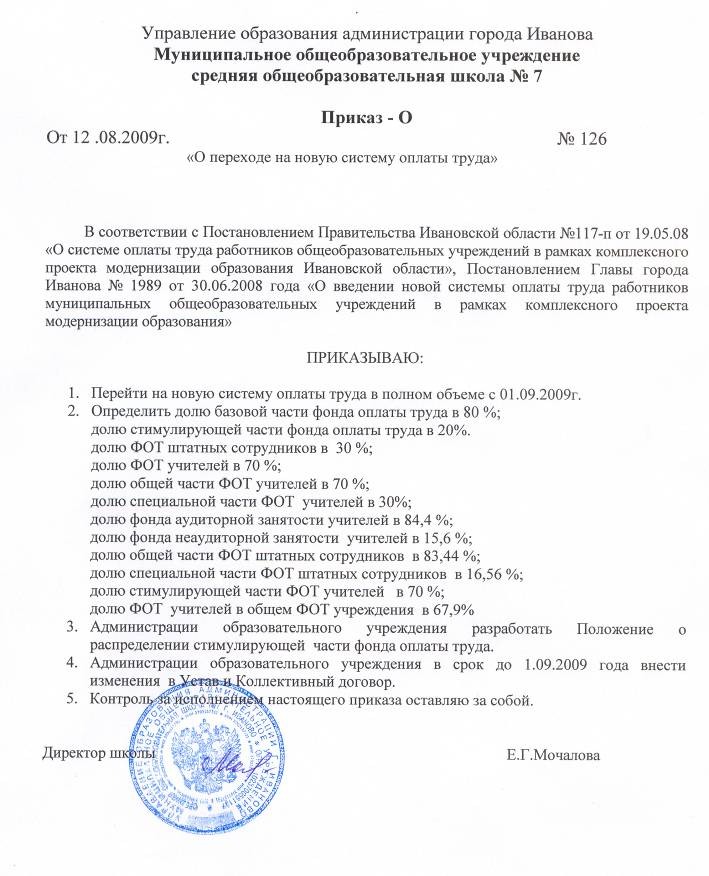 Управление образования администрации города Иванова
Муниципальное общеобразовательное учреждение
средняя общеобразовательная школа № 7
Приказ - О
От 12 .08.2009г. № 126
«О переходе на новую систему оплаты труда»
В соответствии с Постановлением Правительства Ивановской области №117-п от 19.05.08
«О системе оплаты труда работников общеобразовательных учреждений в рамках комплексного
проекта модернизации образования Ивановской области», Постановлением Главы города
Иванова № 1989 от 30.06.2008 года «О введении новой системы оплаты труда работников
муниципальных общеобразовательных учреждений в рамках комплексного проекта
модернизации образования»
ПРИКАЗЫВАЮ:
1. Перейти на новую систему оплаты труда в полном объеме с 01.09.2009г.
2. Определить долю базовой части фонда оплаты труда в 80 %;
долю стимулирующей части фонда оплаты труда в 20%.
долю ФОТ штатных сотрудников в 30 %;
долю ФОТ учителей в 70 %;
долю общей части ФОТ учителей в 70 %;
долю специальной части ФОТ учителей в 30%;
долю фонда аудиторной занятости учителей в 84,4 %;
долю фонда неаудиторной занятости учителей в 15,6 %;
долю общей части ФОТ штатных сотрудников в 83,44 %;
долю специальной части ФОТ штатных сотрудников в 16,56 %;
долю стимулирующей части ФОТ учителей в 70 %;
долю ФОТ учителей в общем ФОТ учреждения в 67,9%
3. Администрации образовательного учреждения разработать Положение о
распределении стимулирующей части фонда оплаты труда.
4. Администрации образовательного учреждения в срок до 1.09.2009 года внести
изменения в Устав и Коллективный договор.
5. Контроль за исполнением настоящего приказа оставляю за собой.
Директор школы Е.Г.Мочалова